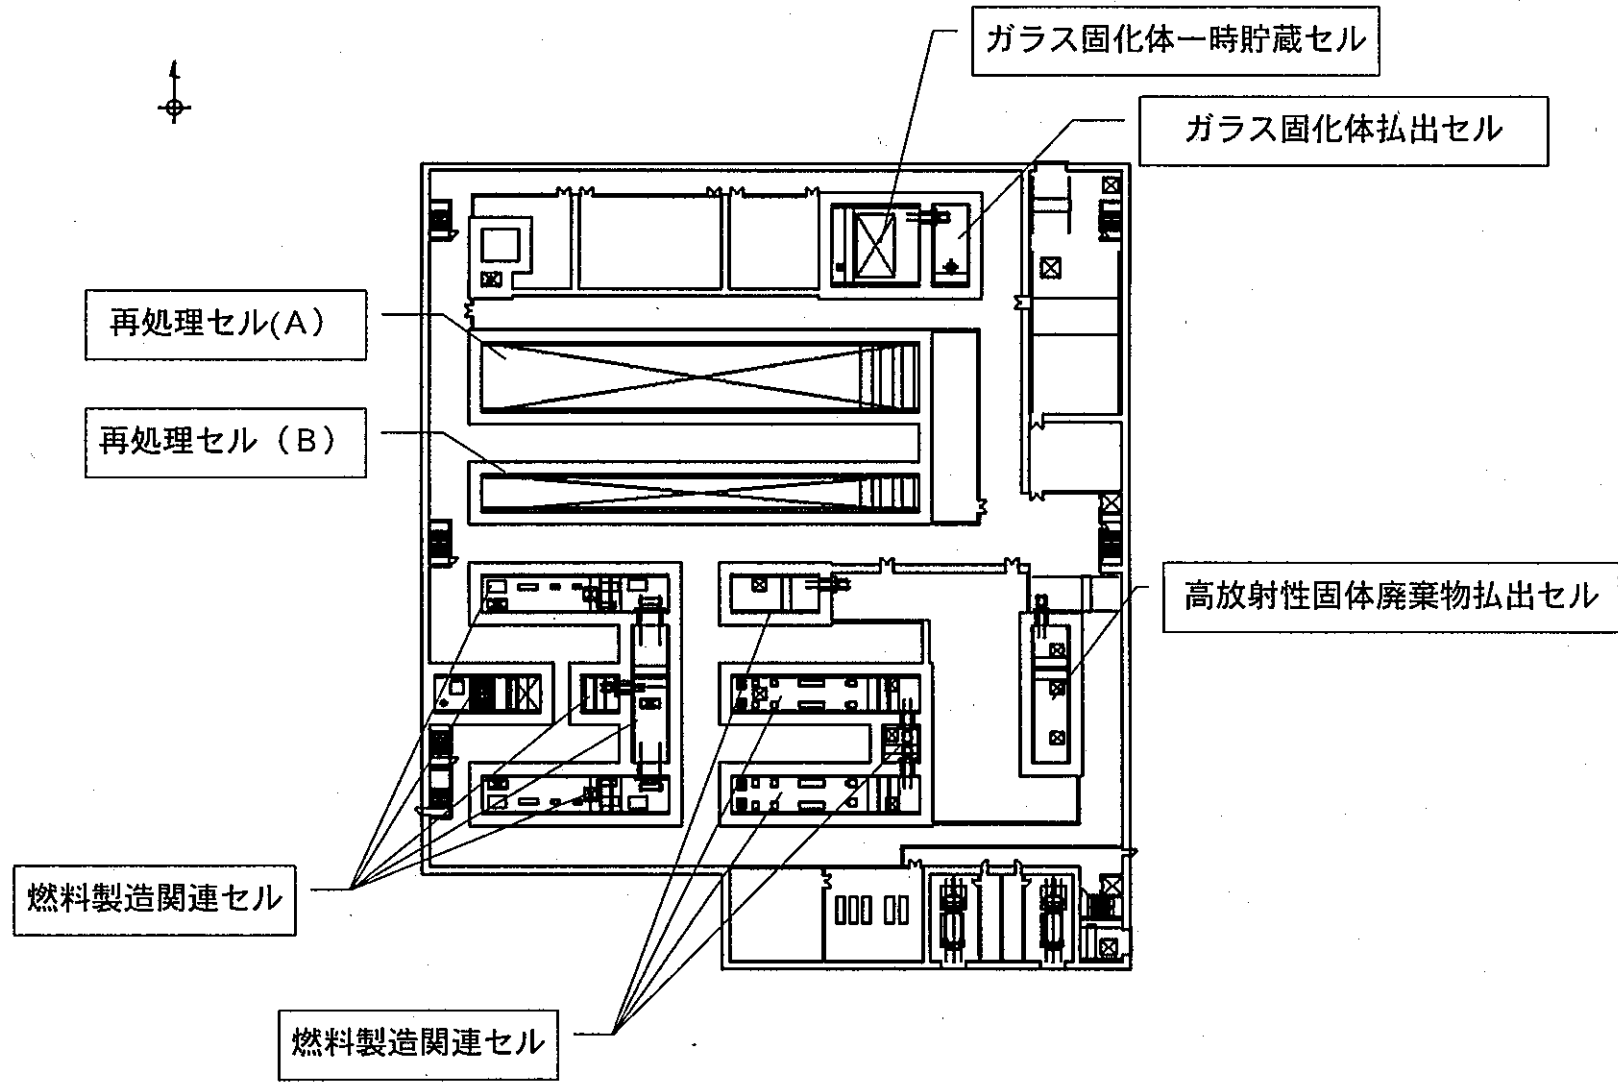 ガラス固化体一時貯蔵セル
ガラス固化体払出セル
再処理セル(A)
再処理セル(B)
高放射性固体廃棄物払出セル
燃料製造関連セル
燃料製造関連セル